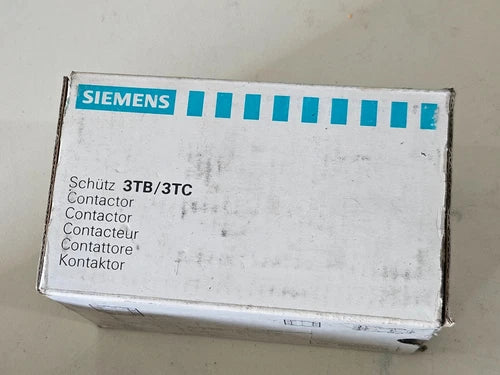 SIEMENS
Schütz 3TB/3TC
Contactor
Contactor
Contacteur
Contattore
Kontaktor